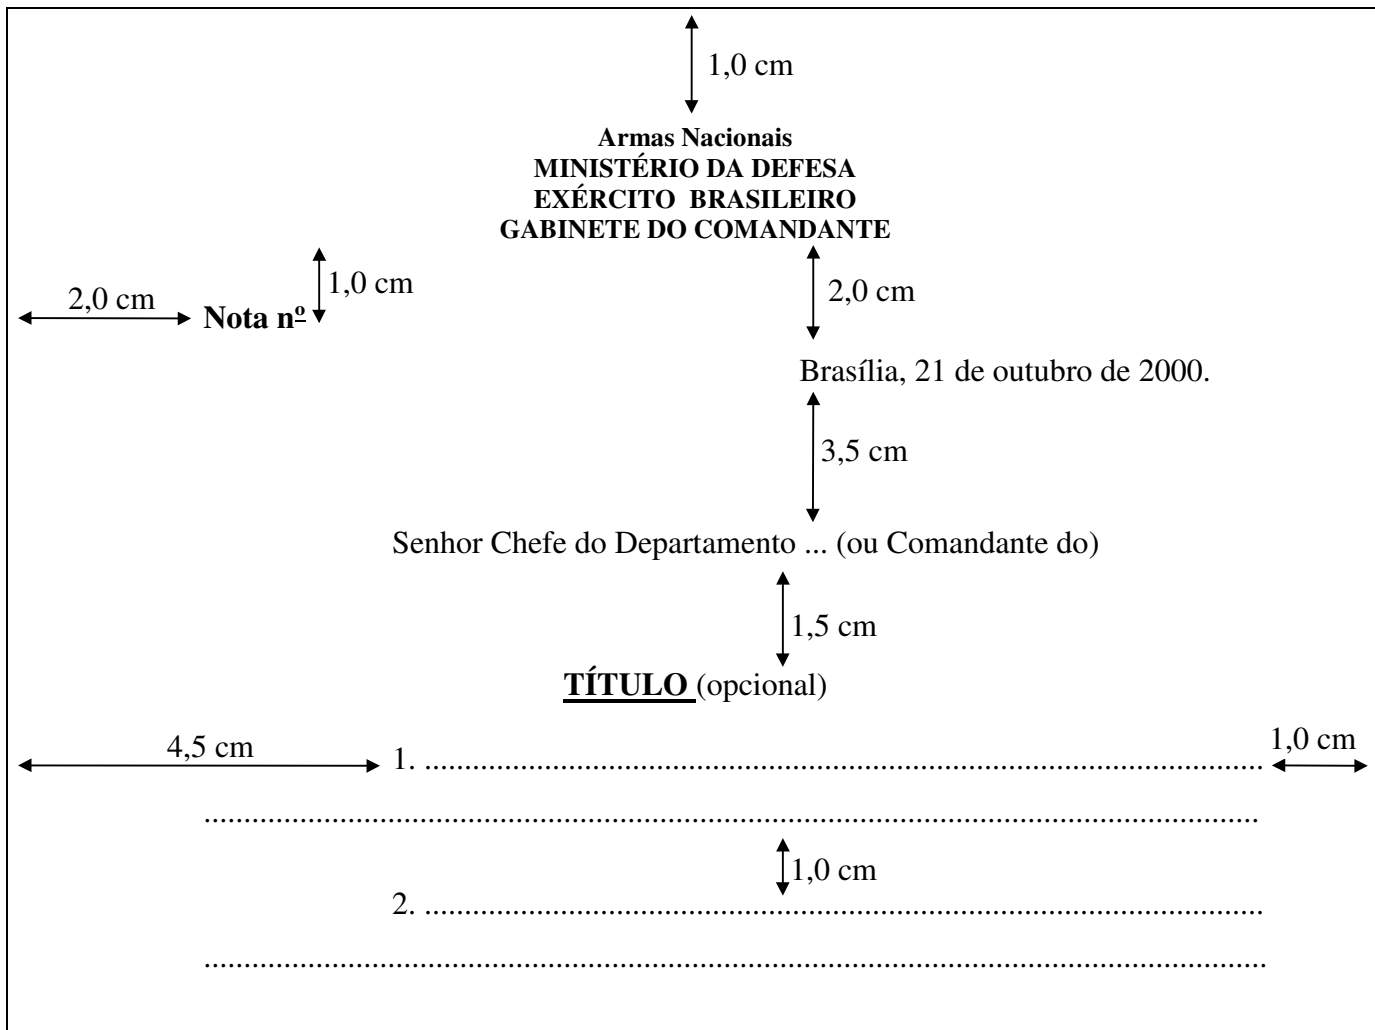 1,0 cm
Armas Nacionais
MINISTÉRIO DA DEFESA
EXÉRCITO BRASILEIRO
GABINETE DO COMANDANTE
2,0 cm
Nota nº
1,0 cm
2,0 cm
Brasília, 21 de outubro de 2000.
3,5 cm
Senhor Chefe do Departamento ... (ou Comandante do)
1,5 cm
TÍTULO (opcional)
4,5 cm
1. .........................................................................................................
1,0 cm
....................................................................................................................................
1,0 cm
2. .........................................................................................................
.....................................................................................................................................